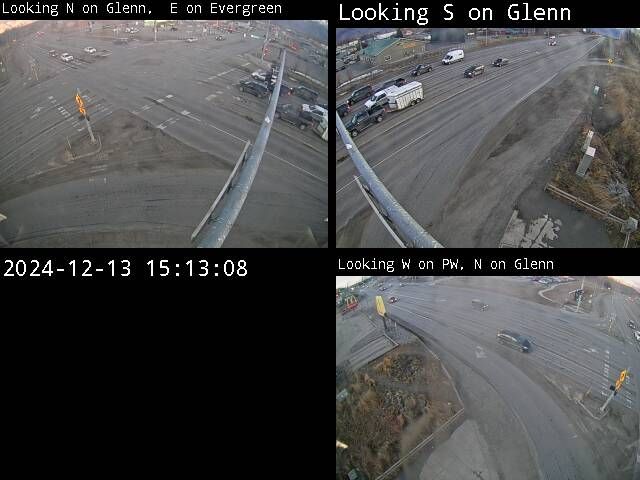 Looking N on Glenn, E on Evergreen
Looking S on Glenn
2024-12-13 15:13:08
Looking W on PW, N on Glenn